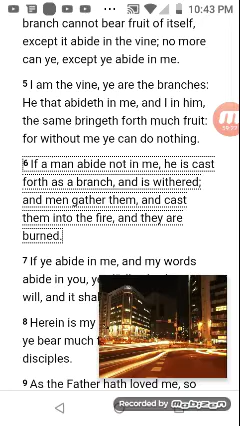 10:43 PM
branch cannot bear fruit of itself,
except it abide in the vine; no more
can ye, except ye abide in me.
5 I am the vine, ye are the branches:
He that abideth in me, and I in him,
the same bringeth forth much fruit:
for without me ye can do nothing.
59:77
6 If a man abide not in me, he is cast
forth as a branch, and is withered;
and men gather them, and cast
them into the fire, and they are
burned.
7 If ye abide in me, and my words
abide in you, y
will, and it sha
8 Herein is my
ye bear much
disciples.
9 As the Father hath loved me, so
Recorded by mobizen